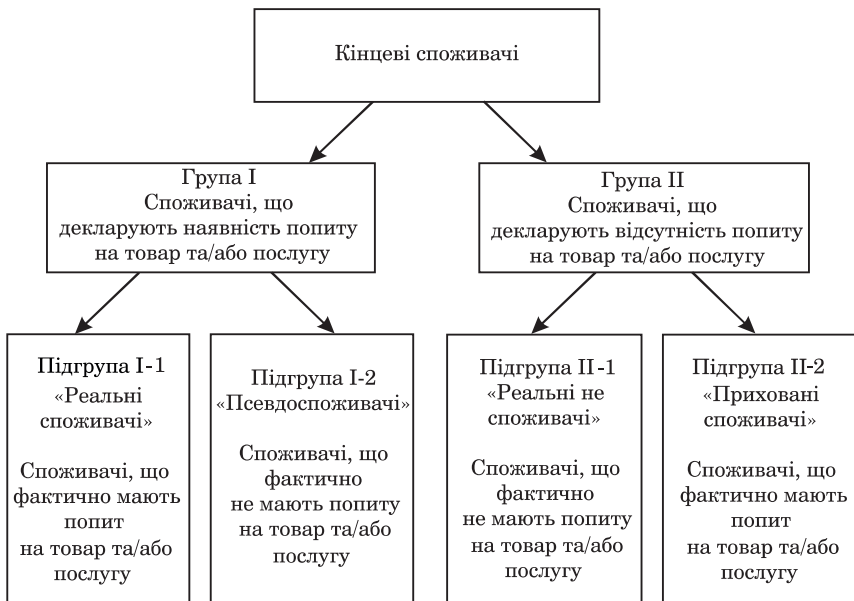 Кінцеві споживачі
Група I
Споживачі, що
декларують наявність попиту
на товар та/або послугу
Група II
Споживачі, що
декларують відсутність попиту
на товар та/або послугу
Підгрупа I-1
«Реальні
споживачі»
Споживачі, що
фактично мають
попит
на товар та/або
послугу
Підгрупа I-2
«Псевдоспоживачі»
Споживачі, що
фактично
не мають попиту
на товар та/або
послугу
Підгрупа II-1
«Реальні не
споживачі»
Споживачі, що
фактично
не мають попиту
на товар та/або
послугу
Підгрупа II-2
«Приховані
споживачі»
Споживачі, що
фактично мають
попит
на товар та/або
послугу